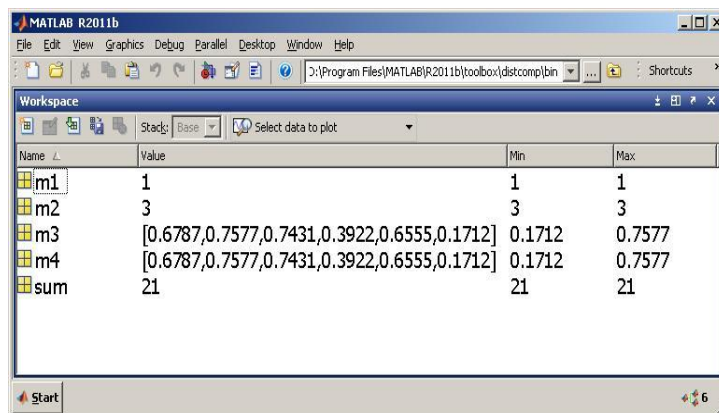 MATLAB R2011b
File Edit View Graphics Debug Parallel Desktop Window Help
D:\Program Files\MATLAB\R2011b\toolbox\distcomp\bin ... Shortcuts
Workspace
Stack: Base Select data to plot
Name Value Min Max
m1 1 1 1
m2 3 3 3
m3 [0.6787,0.7577,0.7431,0.3922,0.6555,0.1712] 0.1712 0.7577
m4 [0.6787,0.7577,0.7431,0.3922,0.6555,0.1712] 0.1712 0.7577
sum 21 21 21
Start 6